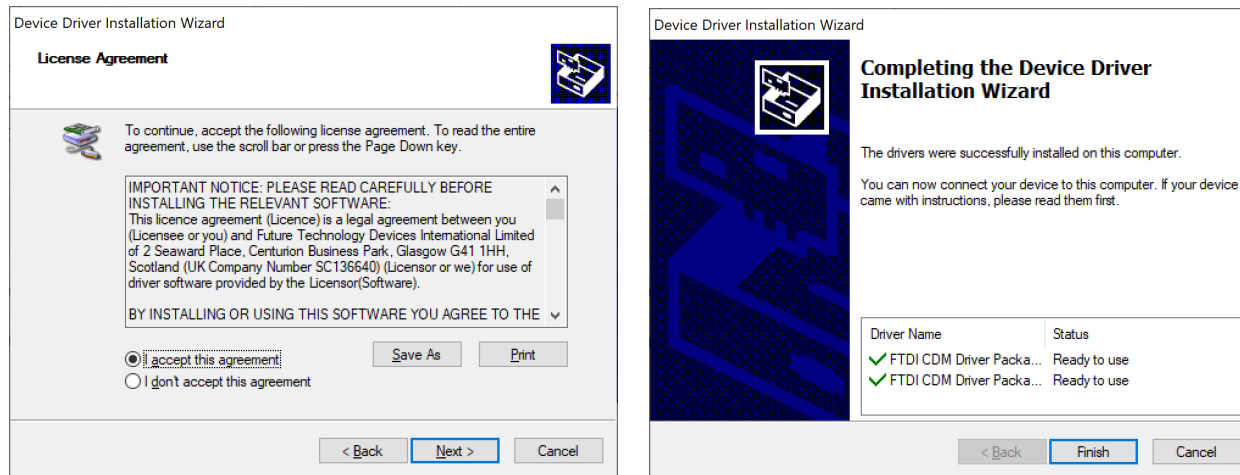 Device Driver Installation Wizard
License Agreement
To continue, accept the following license agreement. To read the entire
agreement, use the scroll bar or press the Page Down key.
IMPORTANT NOTICE: PLEASE READ CAREFULLY BEFORE
INSTALLING THE RELEVANT SOFTWARE:
This licence agreement (Licence) is a legal agreement between you
(Licensee or you) and Future Technology Devices International Limited
of 2 Seaward Place, Centurion Business Park, Glasgow G41 1HH,
Scotland (UK Company Number SC136640) (Licensor or we) for use of
driver software provided by the Licensor(Software).
BY INSTALLING OR USING THIS SOFTWARE YOU AGREE TO THE
I accept this agreement
Save As
Print
I don't accept this agreement
< Back
Next >
Cancel
Device Driver Installation Wizard
Completing the Device Driver
Installation Wizard
The drivers were successfully installed on this computer.
You can now connect your device to this computer. If your device
came with instructions, please read them first.
Driver Name Status
FTDI CDM Driver Packa... Ready to use
FTDI CDM Driver Packa... Ready to use
< Back
Finish
Cancel